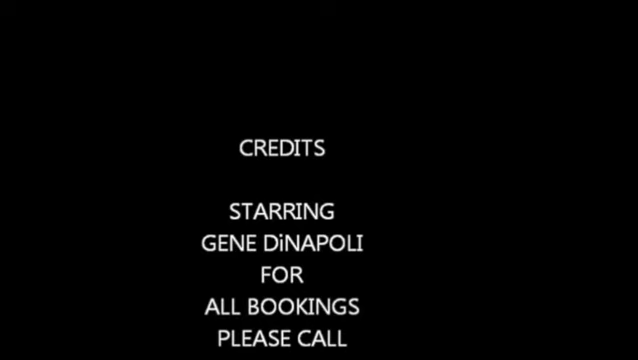 CREDITS
STARRING
GENE DiNAPOLI
FOR
ALL BOOKINGS
PLEASE CALL